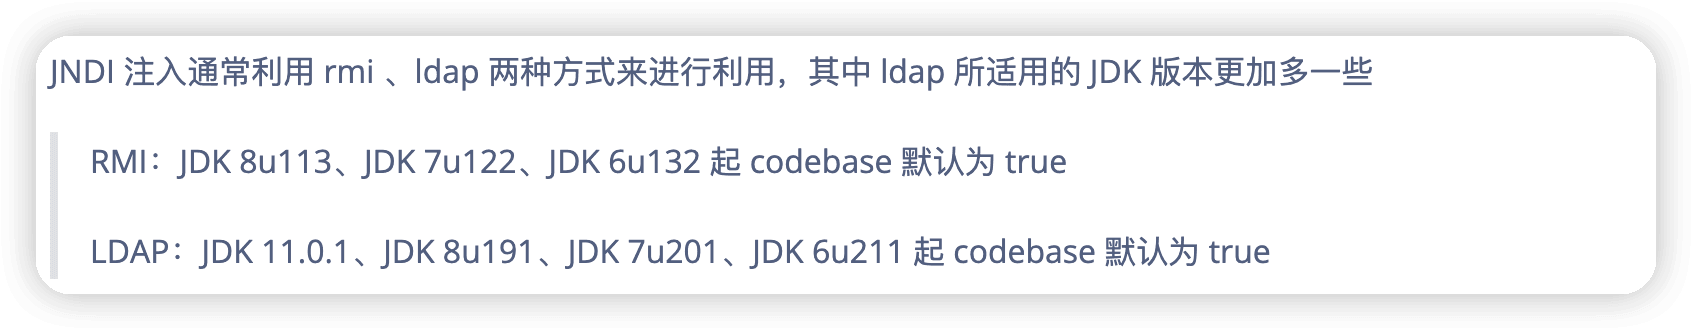 JNDI 注入通常利用 rmi 、ldap 两种方式来进行利用，其中 ldap 所适用的 JDK 版本更加多一些
RMI：JDK 8u113、JDK 7u122、JDK 6u132 起 codebase 默认为 true
LDAP：JDK 11.0.1、JDK 8u191、JDK 7u201、JDK 6u211 起 codebase 默认为 true